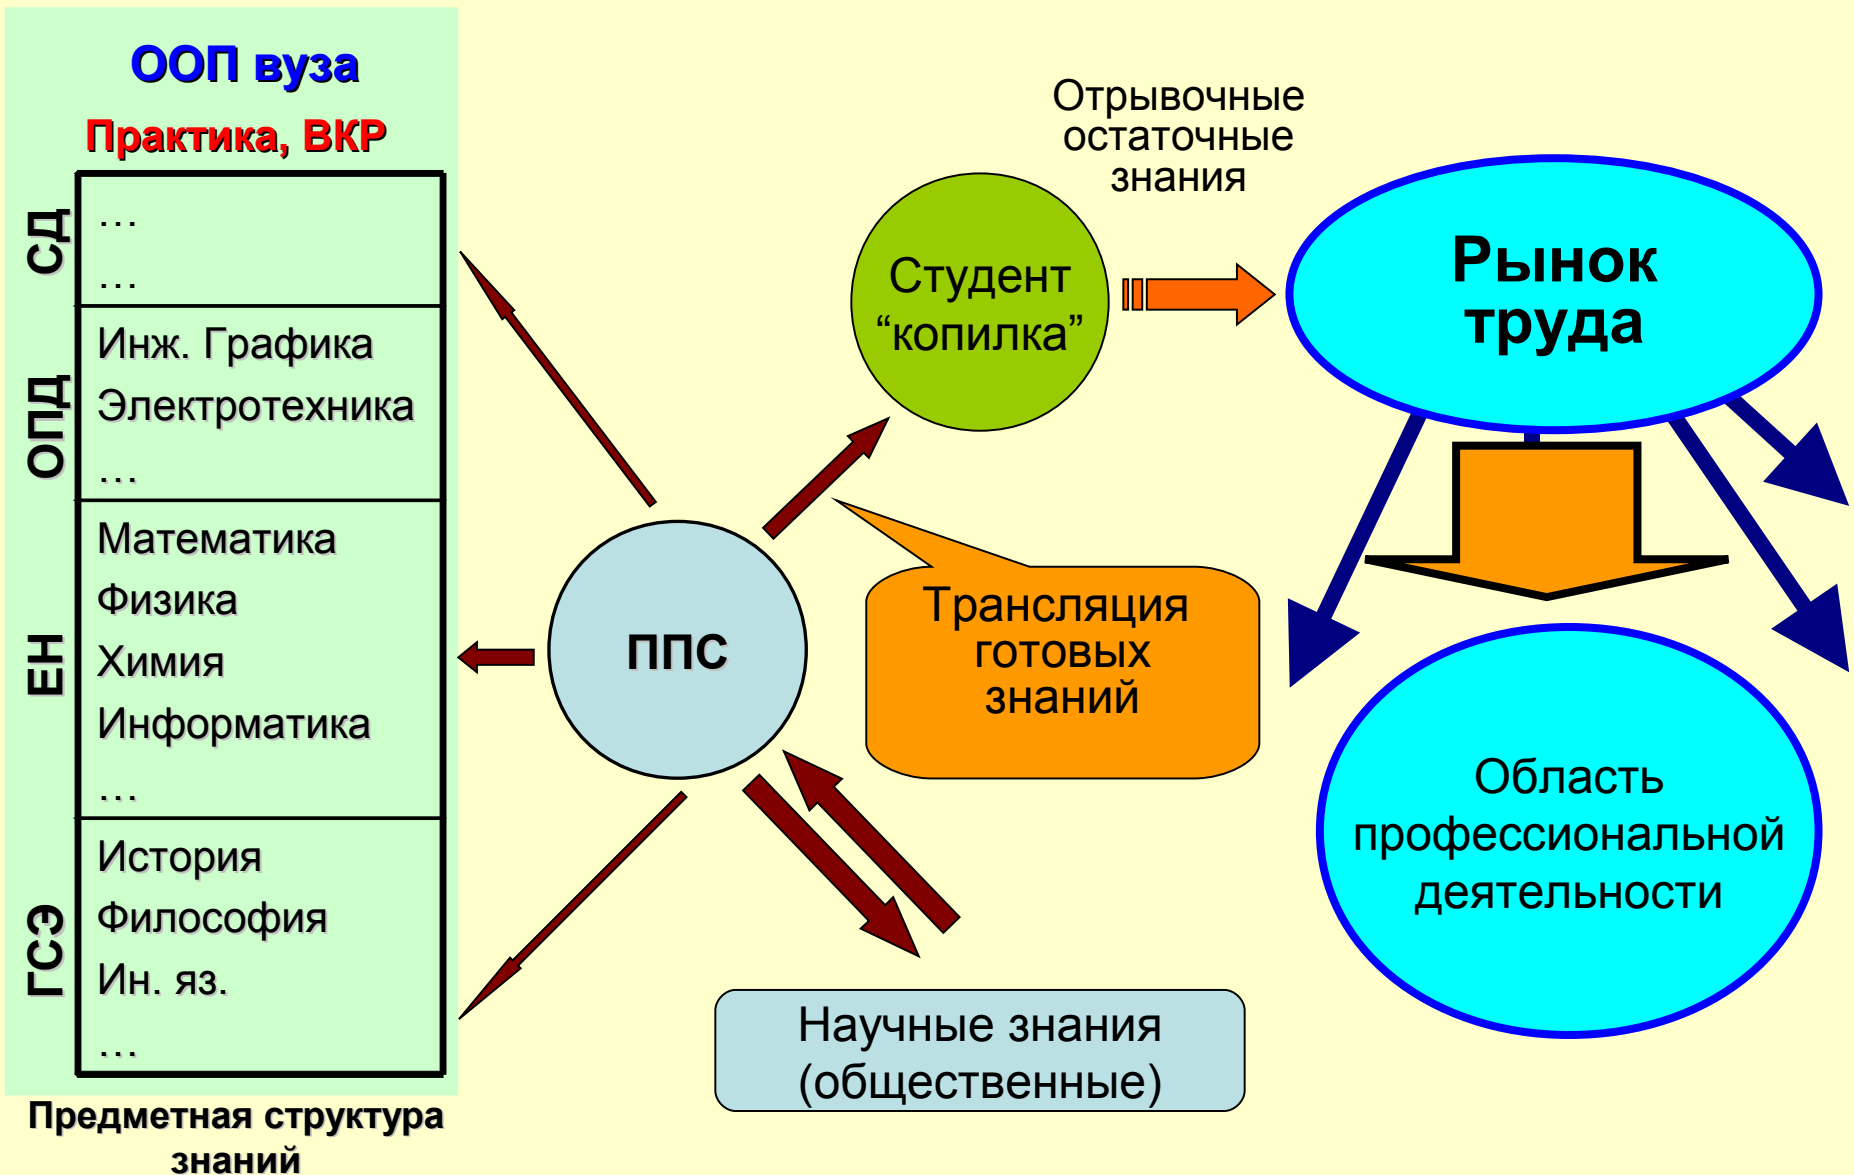 ООП вуза
Практика, ВКР
СД
…
…
ОПД
Инж. Графика
Электротехника
…
ЕН
Математика
Физика
Химия
Информатика
…
ГСЭ
История
Философия
Ин. яз.
…
Предметная структура
знаний
ППС
Студент
“копилка”
Отрывочные
остаточные
знания
Трансляция
готовых
знаний
Научные знания
(общественные)
Рынок
труда
Область
профессиональной
деятельности